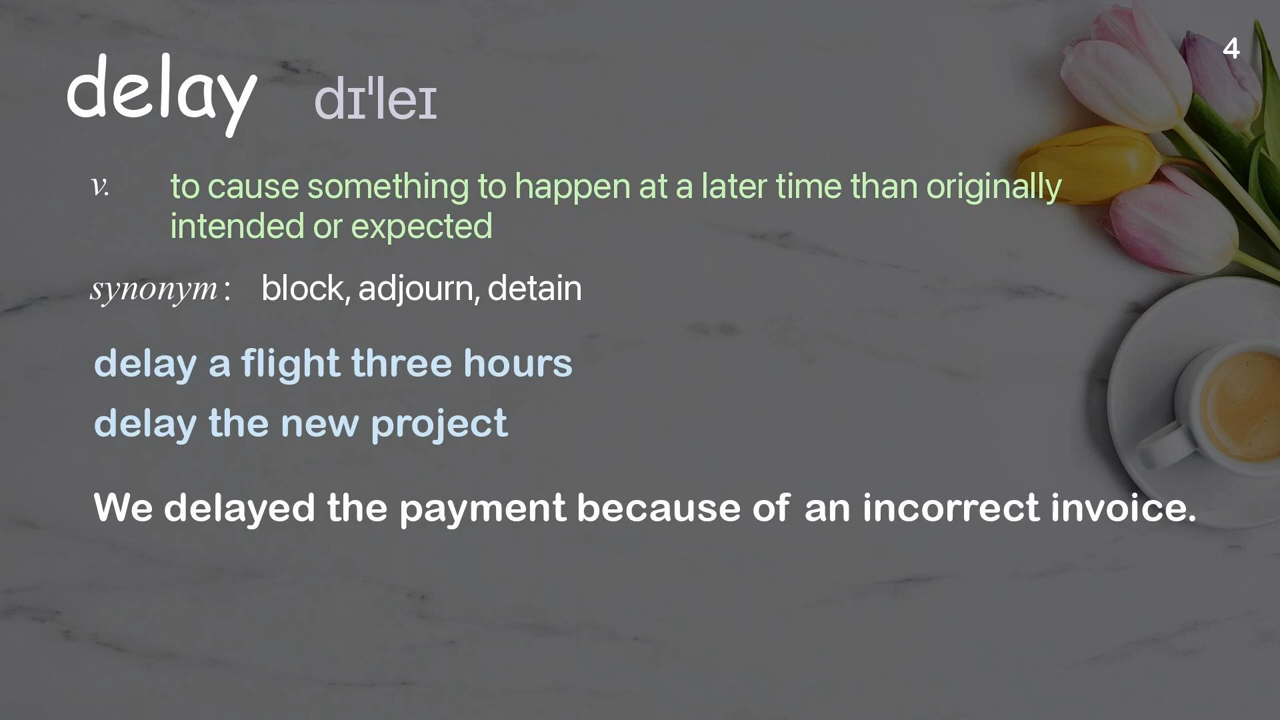 4
delay dɪˈleɪ
v. to cause something to happen at a later time than originally
intended or expected
synonym: block, adjourn, detain
delay a flight three hours
delay the new project
We delayed the payment because of an incorrect invoice.